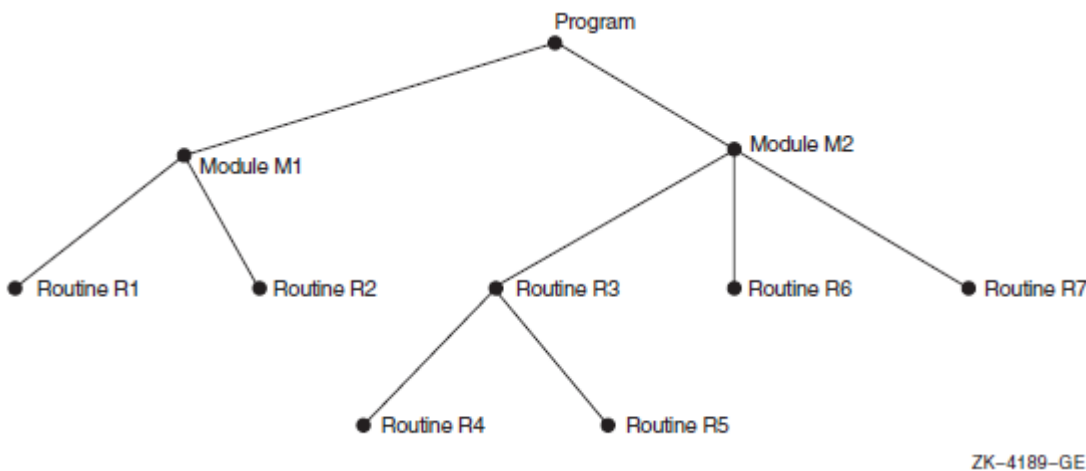 Program
Module M1
Module M2
Routine R1
Routine R2
Routine R3
Routine R6
Routine R7
Routine R4
Routine R5
ZK–4189–GE